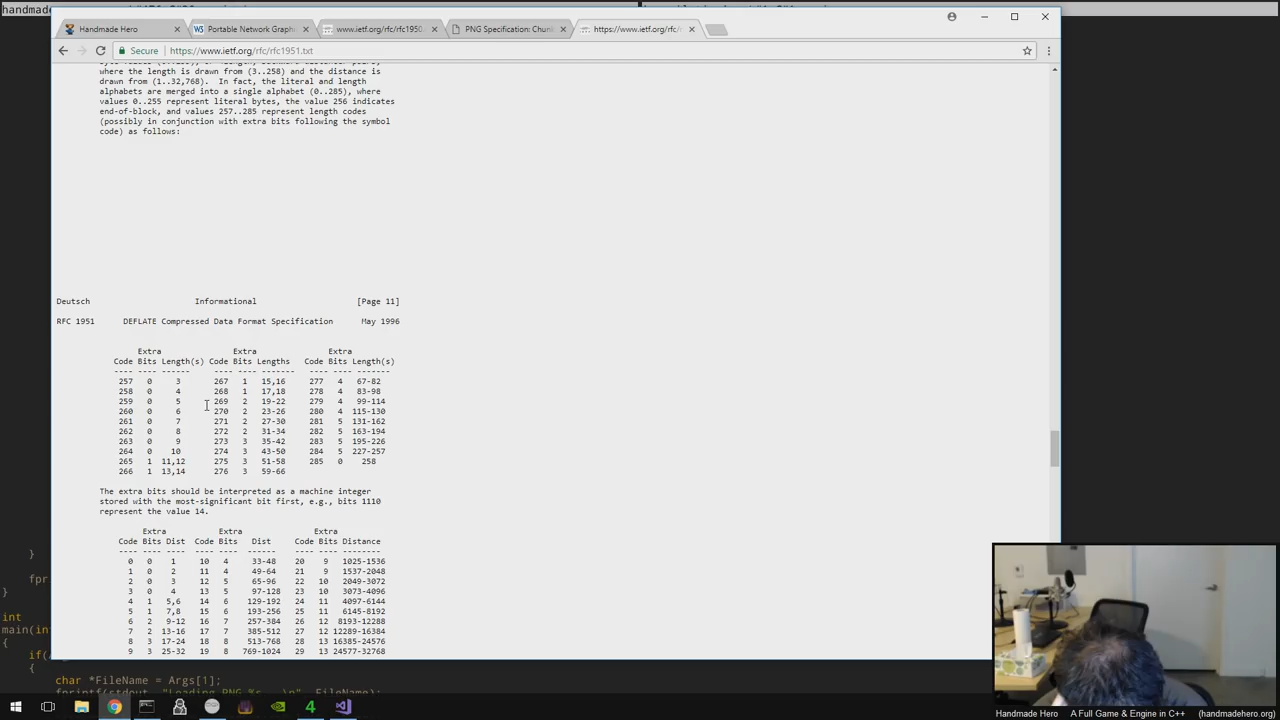 handmade
Handmade Hero
Portable Network Graph
www.ietf.org/rfc/rfc1950
PNG Specification: Chunk
https://www.ietf.org/rfc
Secure
https://www.ietf.org/rfc/rfc1951.txt
where the length is drawn from (3..258) and the distance is
drawn from (1..32,768). In fact, the literal and length
alphabets are merged into a single alphabet (0..285), where
values 0..255 represent literal bytes, the value 256 indicates
end-of-block, and values 257..285 represent length codes
(possibly in conjunction with extra bits following the symbol
code) as follows:
Deutsch Informational [Page 11]
RFC 1951 DEFLATE Compressed Data Format Specification May 1996
Extra Extra Extra
Code Bits Length(s) Code Bits Lengths Code Bits Length(s)
---- ---- ------ ---- ---- ------- ---- ---- -------
257 0 3 267 1 15,16 277 4 67-82
258 0 4 268 1 17,18 278 4 83-98
259 0 5 269 2 19-22 279 4 99-114
260 0 6 270 2 23-26 280 4 115-130
261 0 7 271 2 27-30 281 5 131-162
262 0 8 272 2 31-34 282 5 163-194
263 0 9 273 3 35-42 283 5 195-226
264 0 10 274 3 43-50 284 5 227-257
265 1 11,12 275 3 51-58 285 0 258
266 1 13,14 276 3 59-66
The extra bits should be interpreted as a machine integer
stored with the most-significant bit first, e.g., bits 1110
represent the value 14.
Extra Extra Extra
Code Bits Dist Code Bits Dist Code Bits Distance
---- ---- ---- ---- ---- ------ ---- ---- --------
0 0 1 10 4 33-48 20 9 1025-1536
1 0 2 11 4 49-64 21 9 1537-2048
2 0 3 12 5 65-96 22 10 2049-3072
3 0 4 13 5 97-128 23 10 3073-4096
4 1 5,6 14 6 129-192 24 11 4097-6144
5 1 7,8 15 6 193-256 25 11 6145-8192
6 2 9-12 16 7 257-384 26 12 8193-12288
7 2 13-16 17 7 385-512 27 12 12289-16384
8 3 17-24 18 8 513-768 28 13 16385-24576
9 3 25-32 19 8 769-1024 29 13 24577-32768
}
fpr
}
int
main(int
if(
{
char *FileName = Args[1];
fprintf(stdout, "Loading PNG %s...\n", FileName);
Handmade Hero A Full Game & Engine in C++ (handmadehero.org)